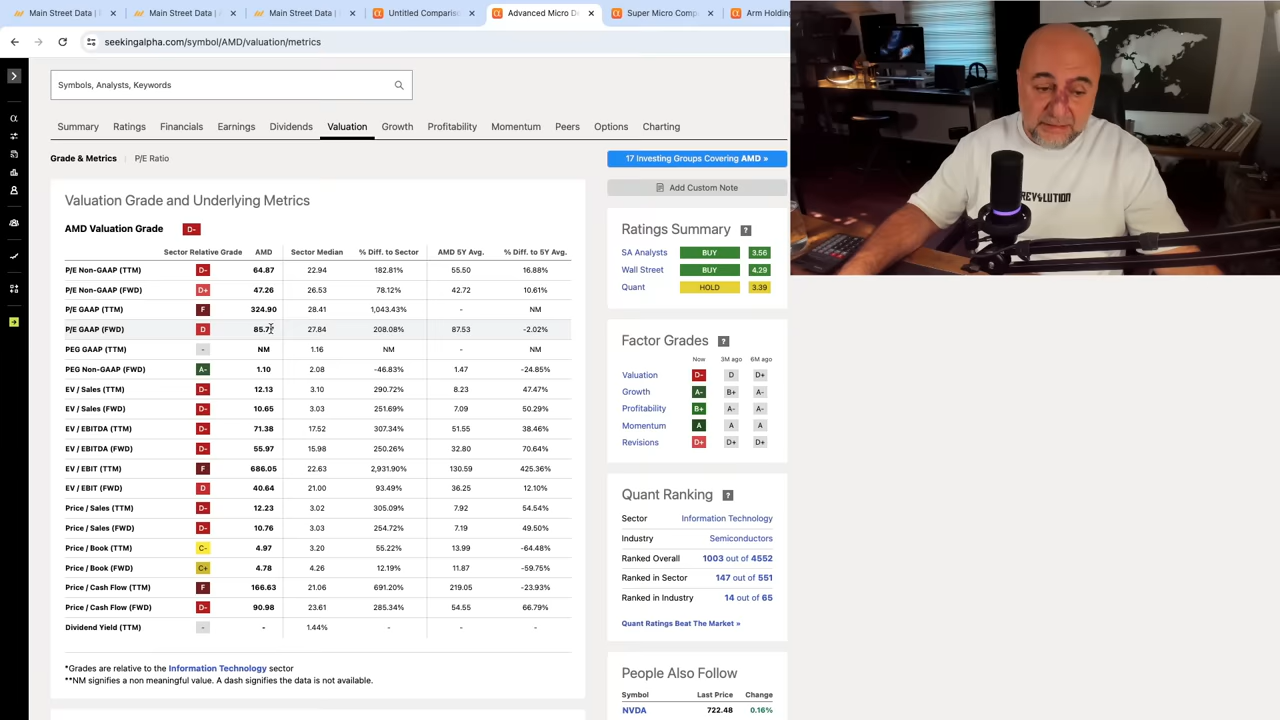 Main Street Data |
Main Street Data |
Main Street Data |
Untitled Comparis
Advanced Micro De
Super Micro Comp
Arm Holding
seekingalpha.com/symbol/AMD/valuation/metrics
Symbols, Analysts, Keywords
Summary Ratings Financials Earnings Dividends Valuation Growth Profitability Momentum Peers Options Charting
Grade & Metrics P/E Ratio
17 Investing Groups Covering AMD »
Add Custom Note
Valuation Grade and Underlying Metrics
AMD Valuation Grade D-
Sector Relative Grade AMD Sector Median % Diff. to Sector AMD 5Y Avg. % Diff. to 5Y Avg.
P/E Non-GAAP (TTM) D- 64.87 22.94 182.81% 55.50 16.88%
P/E Non-GAAP (FWD) D+ 47.26 26.53 78.12% 42.72 10.61%
P/E GAAP (TTM) F 324.90 28.41 1,043.43% - NM
P/E GAAP (FWD) D 85.7 27.84 208.08% 87.53 -2.02%
PEG GAAP (TTM) - NM 1.16 NM - NM
PEG Non-GAAP (FWD) A- 1.10 2.08 -46.83% 1.47 -24.85%
EV / Sales (TTM) D- 12.13 3.10 290.72% 8.23 47.47%
EV / Sales (FWD) D- 10.65 3.03 251.69% 7.09 50.29%
EV / EBITDA (TTM) D- 71.38 17.52 307.34% 51.55 38.46%
EV / EBITDA (FWD) D- 55.97 15.98 250.26% 32.80 70.64%
EV / EBIT (TTM) F 686.05 22.63 2,931.90% 130.59 425.36%
EV / EBIT (FWD) D 40.64 21.00 93.49% 36.25 12.10%
Price / Sales (TTM) D- 12.23 3.02 305.09% 7.92 54.54%
Price / Sales (FWD) D- 10.76 3.03 254.72% 7.19 49.50%
Price / Book (TTM) C- 4.97 3.20 55.22% 13.99 -64.48%
Price / Book (FWD) C+ 4.78 4.26 12.19% 11.87 -59.75%
Price / Cash Flow (TTM) F 166.63 21.06 691.20% 219.05 -23.93%
Price / Cash Flow (FWD) D- 90.98 23.61 285.34% 54.55 66.79%
Dividend Yield (TTM) - - 1.44% - - -
*Grades are relative to the Information Technology sector
**NM signifies a non meaningful value. A dash signifies the data is not available.
Ratings Summary ?
SA Analysts BUY 3.56
Wall Street BUY 4.29
Quant HOLD 3.39
Factor Grades ?
Now 3M ago 6M ago
Valuation D- D D+
Growth A- B+ A-
Profitability B+ A- A-
Momentum A A A
Revisions D+ D+ D+
Quant Ranking ?
Sector Information Technology
Industry Semiconductors
Ranked Overall 1003 out of 4552
Ranked in Sector 147 out of 551
Ranked in Industry 14 out of 65
Quant Ratings Beat The Market »
People Also Follow
Symbol Last Price Change
NVDA 722.48 0.16%
REVOLUTION